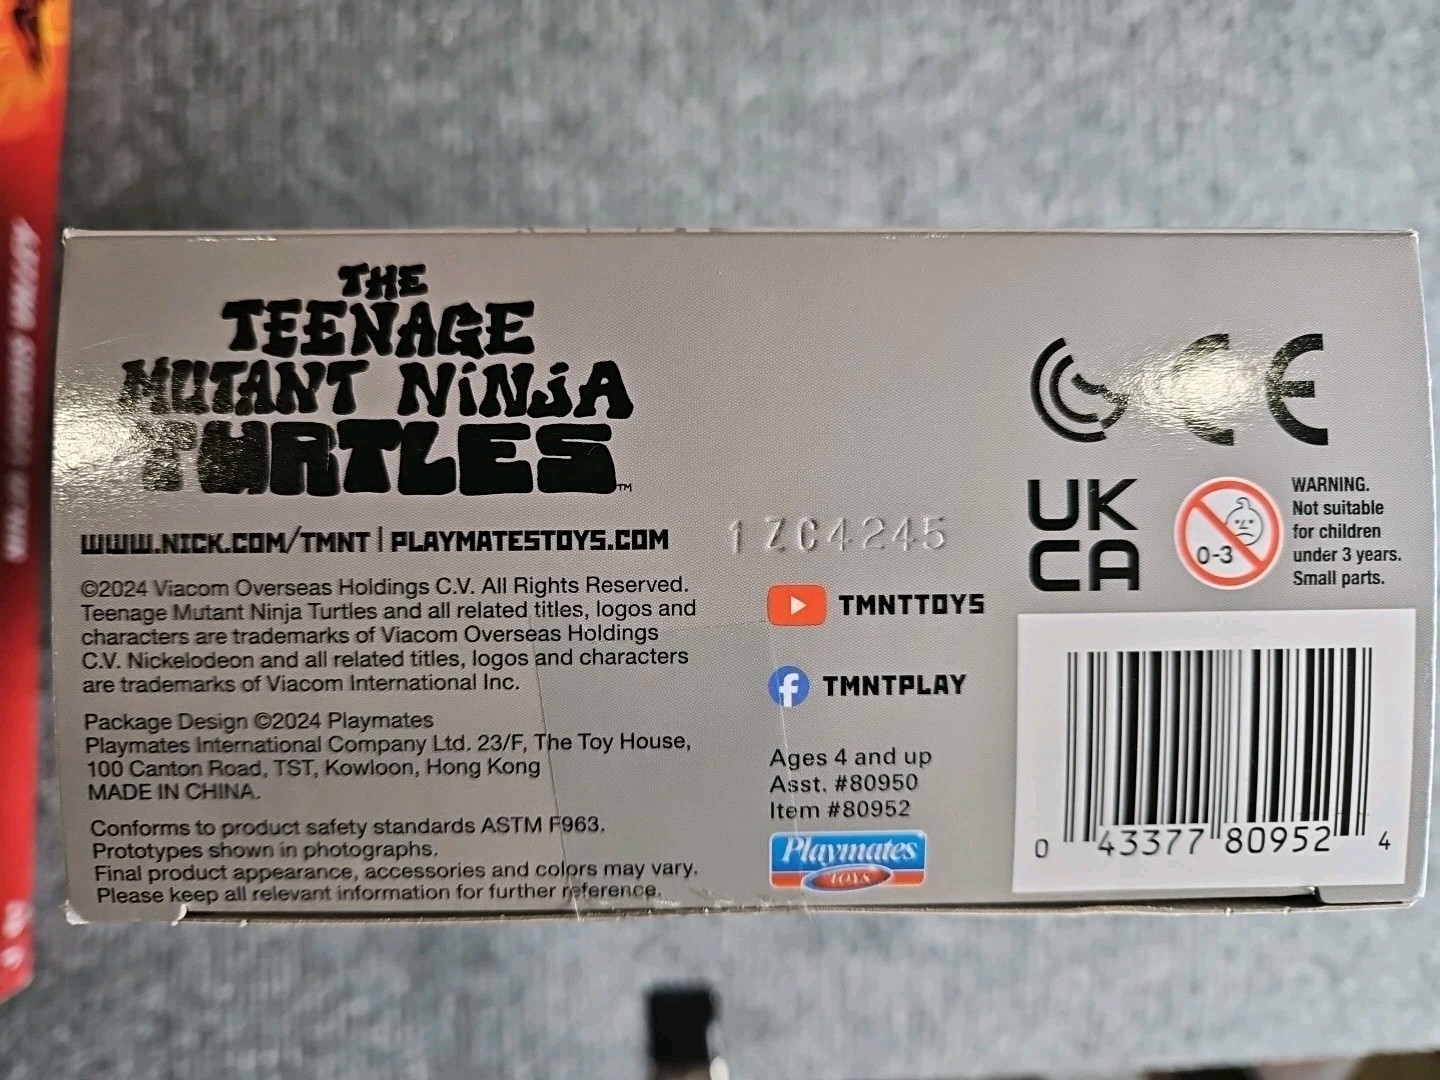 THE
TEENAGE
MUTANT NiNJA
TURTLES
TM
WWW.NICK.COM/TMNT | PLAYMATESTOYS.COM
©2024 Viacom Overseas Holdings C.V. All Rights Reserved.
Teenage Mutant Ninja Turtles and all related titles, logos and
characters are trademarks of Viacom Overseas Holdings
C.V. Nickelodeon and all related titles, logos and characters
are trademarks of Viacom International Inc.
Package Design ©2024 Playmates
Playmates International Company Ltd. 23/F, The Toy House,
100 Canton Road, TST, Kowloon, Hong Kong
MADE IN CHINA.
Conforms to product safety standards ASTM F963.
Prototypes shown in photographs.
Final product appearance, accessories and colors may vary.
Please keep all relevant information for further reference.
1ZC4245
TMNTTOYS
f TMNTPLAY
Ages 4 and up
Asst. #80950
Item #80952
Playmates
TOYS
CE
UK
CA
0-3
WARNING.
Not suitable
for children
under 3 years.
Small parts.
0 43377 80952 4